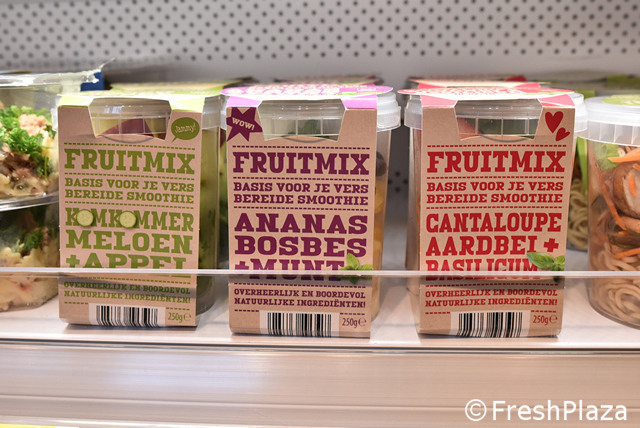 Yummy!
FRUITMIX
BASIS VOOR JE VERS
BEREIDE SMOOTHIE
KOMKOMMER
MELOEN
+ APPEL
OVERHEERLIJK EN BOORDEVOL
NATUURLIJKE INGREDIËNTEN!
250g e
WOW!
FRUITMIX
BASIS VOOR JE VERS
BEREIDE SMOOTHIE
ANANAS
BOSBES
+MUNT
OVERHEERLIJK EN BOORDEVOL
NATUURLIJKE INGREDIËNTEN!
250g e
FRUITMIX
BASIS VOOR JE VERS
BEREIDE SMOOTHIE
CANTALOUPE
AARDBEI +
BASILICUM
OVERHEERLIJK EN BOORDEVOL
NATUURLIJKE INGREDIËNTEN!
250g e
©FreshPlaza